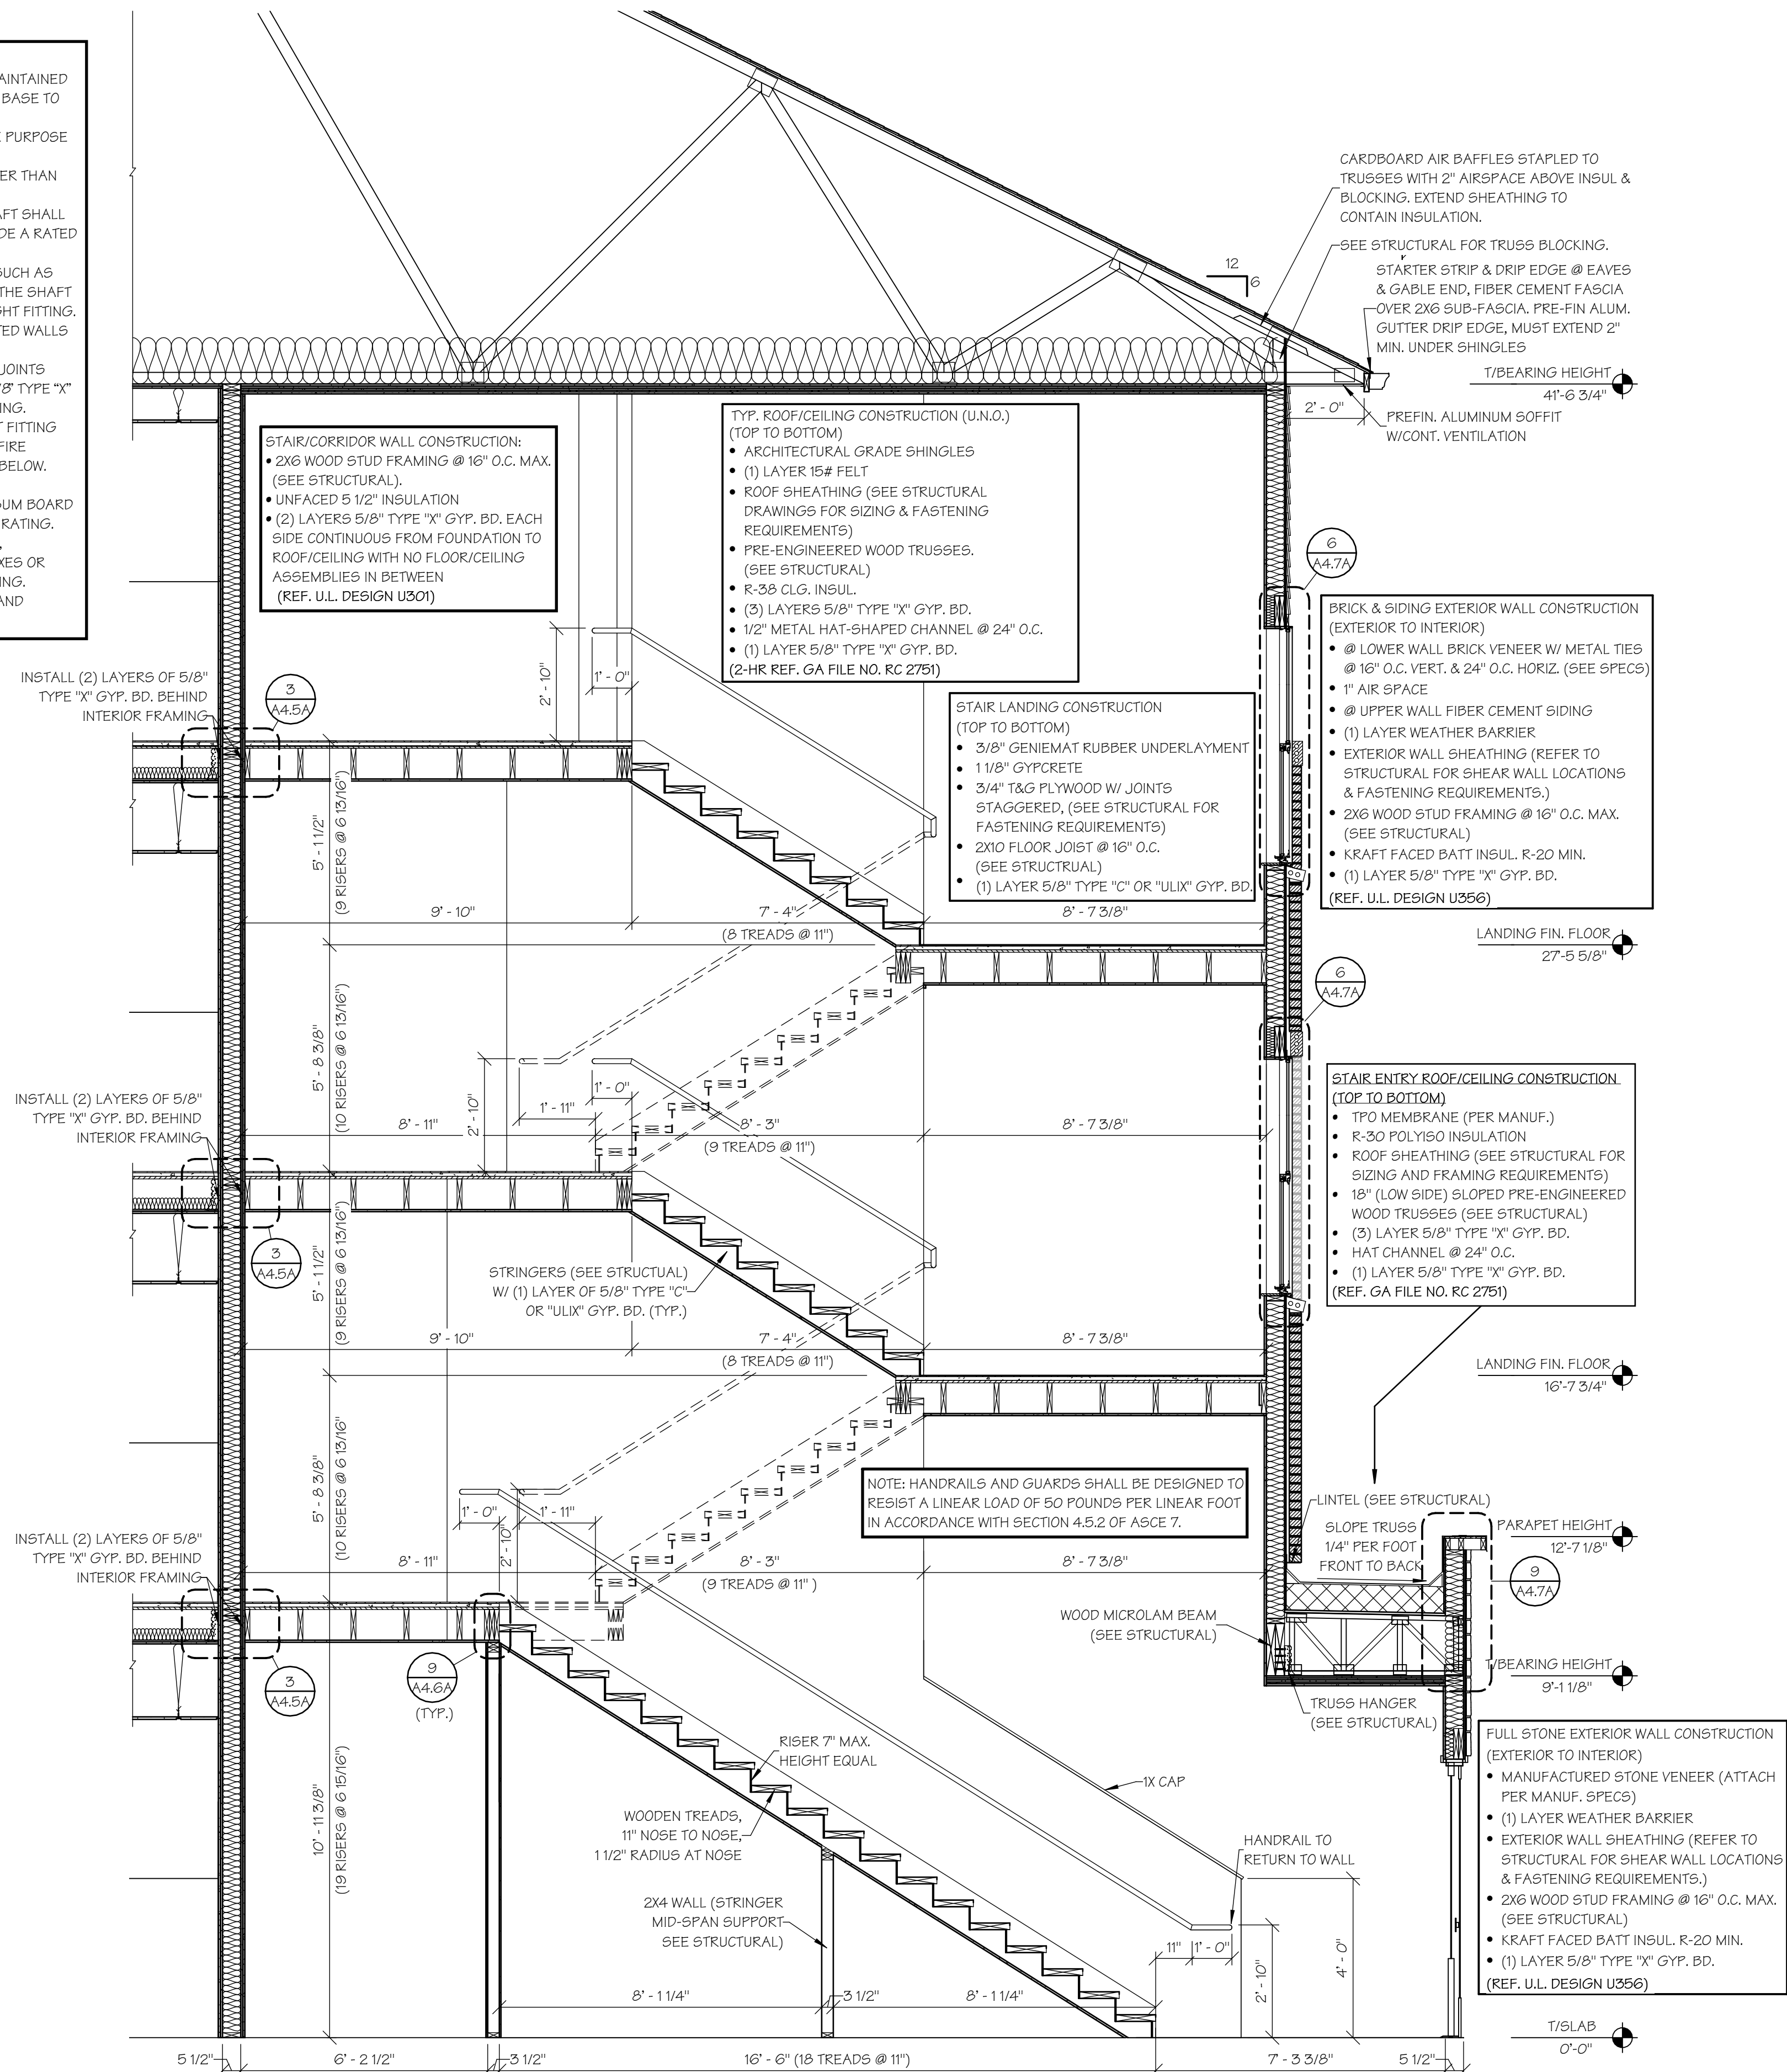 AINTAINED
BASE TO
PURPOSE
ER THAN
AFT SHALL
DE A RATED
SUCH AS
THE SHAFT
GHT FITTING.
TED WALLS
JOINTS
/8" TYPE “X”
ING.
T FITTING
FIRE
BELOW.
SUM BOARD
RATING.
XES OR
ING.
AND
CARDBOARD AIR BAFFLES STAPLED TO
TRUSSES WITH 2" AIRSPACE ABOVE INSUL &
BLOCKING. EXTEND SHEATHING TO
CONTAIN INSULATION.
SEE STRUCTURAL FOR TRUSS BLOCKING.
STARTER STRIP & DRIP EDGE @ EAVES
& GABLE END, FIBER CEMENT FASCIA
OVER 2X6 SUB-FASCIA. PRE-FIN ALUM.
GUTTER DRIP EDGE, MUST EXTEND 2"
MIN. UNDER SHINGLES
12
6
T/BEARING HEIGHT
41'-6 3/4"
2' - 0"
PREFIN. ALUMINUM SOFFIT
W/CONT. VENTILATION
STAIR/CORRIDOR WALL CONSTRUCTION:
• 2X6 WOOD STUD FRAMING @ 16" O.C. MAX.
(SEE STRUCTURAL).
• UNFACED 5 1/2" INSULATION
• (2) LAYERS 5/8" TYPE "X" GYP. BD. EACH
SIDE CONTINUOUS FROM FOUNDATION TO
ROOF/CEILING WITH NO FLOOR/CEILING
ASSEMBLIES IN BETWEEN
(REF. U.L. DESIGN U301)
TYP. ROOF/CEILING CONSTRUCTION (U.N.O.)
(TOP TO BOTTOM)
• ARCHITECTURAL GRADE SHINGLES
• (1) LAYER 15# FELT
• ROOF SHEATHING (SEE STRUCTURAL
DRAWINGS FOR SIZING & FASTENING
REQUIREMENTS)
• PRE-ENGINEERED WOOD TRUSSES.
(SEE STRUCTURAL)
• R-38 CLG. INSUL.
• (3) LAYERS 5/8" TYPE "X" GYP. BD.
• 1/2" METAL HAT-SHAPED CHANNEL @ 24" O.C.
• (1) LAYER 5/8" TYPE "X" GYP. BD.
(2-HR REF. GA FILE NO. RC 2751)
6
A4.7A
BRICK & SIDING EXTERIOR WALL CONSTRUCTION
(EXTERIOR TO INTERIOR)
• @ LOWER WALL BRICK VENEER W/ METAL TIES
@ 16" O.C. VERT. & 24" O.C. HORIZ. (SEE SPECS)
• 1" AIR SPACE
• @ UPPER WALL FIBER CEMENT SIDING
• (1) LAYER WEATHER BARRIER
• EXTERIOR WALL SHEATHING (REFER TO
STRUCTURAL FOR SHEAR WALL LOCATIONS
& FASTENING REQUIREMENTS.)
• 2X6 WOOD STUD FRAMING @ 16" O.C. MAX.
(SEE STRUCTURAL)
• KRAFT FACED BATT INSUL. R-20 MIN.
• (1) LAYER 5/8" TYPE "X" GYP. BD.
(REF. U.L. DESIGN U356)
INSTALL (2) LAYERS OF 5/8"
TYPE "X" GYP. BD. BEHIND
INTERIOR FRAMING
3
A4.5A
2' - 10"
1' - 0"
STAIR LANDING CONSTRUCTION
(TOP TO BOTTOM)
• 3/8" GENIEMAT RUBBER UNDERLAYMENT
• 1 1/8" GYPCRETE
• 3/4" T&G PLYWOOD W/ JOINTS
STAGGERED, (SEE STRUCTURAL FOR
FASTENING REQUIREMENTS)
• 2X10 FLOOR JOIST @ 16" O.C.
(SEE STRUCTRUAL)
• (1) LAYER 5/8" TYPE "C" OR "ULIX" GYP. BD.
5' - 1 1/2"
(9 RISERS @ 6 13/16")
9' - 10"
7' - 4"
8' - 7 3/8"
(8 TREADS @ 11")
LANDING FIN. FLOOR
27'-5 5/8"
6
A4.7A
5' - 8 3/8"
(10 RISERS @ 6 13/16")
INSTALL (2) LAYERS OF 5/8"
TYPE "X" GYP. BD. BEHIND
INTERIOR FRAMING
1' - 0"
1' - 11"
2' - 10"
8' - 11"
8' - 3"
8' - 7 3/8"
(9 TREADS @ 11")
STAIR ENTRY ROOF/CEILING CONSTRUCTION
(TOP TO BOTTOM)
• TPO MEMBRANE (PER MANUF.)
• R-30 POLYISO INSULATION
• ROOF SHEATHING (SEE STRUCTURAL FOR
SIZING AND FRAMING REQUIREMENTS)
• 18" (LOW SIDE) SLOPED PRE-ENGINEERED
WOOD TRUSSES (SEE STRUCTURAL)
• (3) LAYER 5/8" TYPE "X" GYP. BD.
• HAT CHANNEL @ 24" O.C.
• (1) LAYER 5/8" TYPE "X" GYP. BD.
(REF. GA FILE NO. RC 2751)
3
A4.5A
5' - 1 1/2"
(9 RISERS @ 6 13/16")
STRINGERS (SEE STRUCTUAL)
W/ (1) LAYER OF 5/8" TYPE "C"
OR "ULIX" GYP. BD. (TYP.)
9' - 10"
7' - 4"
8' - 7 3/8"
(8 TREADS @ 11")
LANDING FIN. FLOOR
16'-7 3/4"
5' - 8 3/8"
(10 RISERS @ 6 13/16")
NOTE: HANDRAILS AND GUARDS SHALL BE DESIGNED TO
RESIST A LINEAR LOAD OF 50 POUNDS PER LINEAR FOOT
IN ACCORDANCE WITH SECTION 4.5.2 OF ASCE 7.
LINTEL (SEE STRUCTURAL)
SLOPE TRUSS
1/4" PER FOOT
FRONT TO BACK
PARAPET HEIGHT
12'-7 1/8"
9
A4.7A
INSTALL (2) LAYERS OF 5/8"
TYPE "X" GYP. BD. BEHIND
INTERIOR FRAMING
1' - 0"
1' - 11"
2' - 10"
8' - 11"
8' - 3"
8' - 7 3/8"
(9 TREADS @ 11" )
WOOD MICROLAM BEAM
(SEE STRUCTURAL)
3
A4.5A
9
A4.6A
(TYP.)
T/BEARING HEIGHT
9'-1 1/8"
TRUSS HANGER
(SEE STRUCTURAL)
RISER 7" MAX.
HEIGHT EQUAL
1X CAP
WOODEN TREADS,
11" NOSE TO NOSE,
1 1/2" RADIUS AT NOSE
HANDRAIL TO
RETURN TO WALL
FULL STONE EXTERIOR WALL CONSTRUCTION
(EXTERIOR TO INTERIOR)
• MANUFACTURED STONE VENEER (ATTACH
PER MANUF. SPECS)
• (1) LAYER WEATHER BARRIER
• EXTERIOR WALL SHEATHING (REFER TO
STRUCTURAL FOR SHEAR WALL LOCATIONS
& FASTENING REQUIREMENTS.)
• 2X6 WOOD STUD FRAMING @ 16" O.C. MAX.
(SEE STRUCTURAL)
• KRAFT FACED BATT INSUL. R-20 MIN.
• (1) LAYER 5/8" TYPE "X" GYP. BD.
(REF. U.L. DESIGN U356)
10' - 11 3/8"
(19 RISERS @ 6 15/16")
2X4 WALL (STRINGER
MID-SPAN SUPPORT
SEE STRUCTURAL)
11"
1' - 0"
2' - 10"
4' - 0"
8' - 1 1/4"
3 1/2"
8' - 1 1/4"
T/SLAB
0'-0"
5 1/2"
6' - 2 1/2"
3 1/2"
16' - 6" (18 TREADS @ 11")
7' - 3 3/8"
5 1/2"